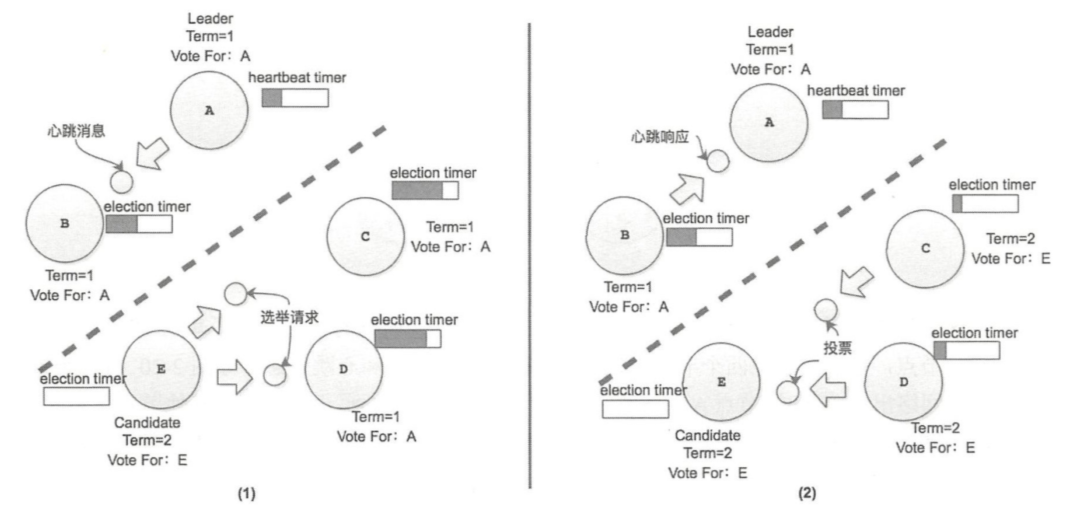 Leader
Term=1
Vote For：A
heartbeat timer
A
心跳消息
election timer
B
election timer
C
Term=1
Vote For：A
Term=1
Vote For：A
选举请求
election timer
election timer
E
D
Candidate
Term=2
Vote For：E
Term=1
Vote For：A
(1)
Leader
Term=1
Vote For：A
heartbeat timer
A
心跳响应
election timer
election timer
B
C
Term=2
Vote For：E
Term=1
Vote For：A
投票
election timer
election timer
E
D
Candidate
Term=2
Vote For：E
Term=2
Vote For：E
(2)